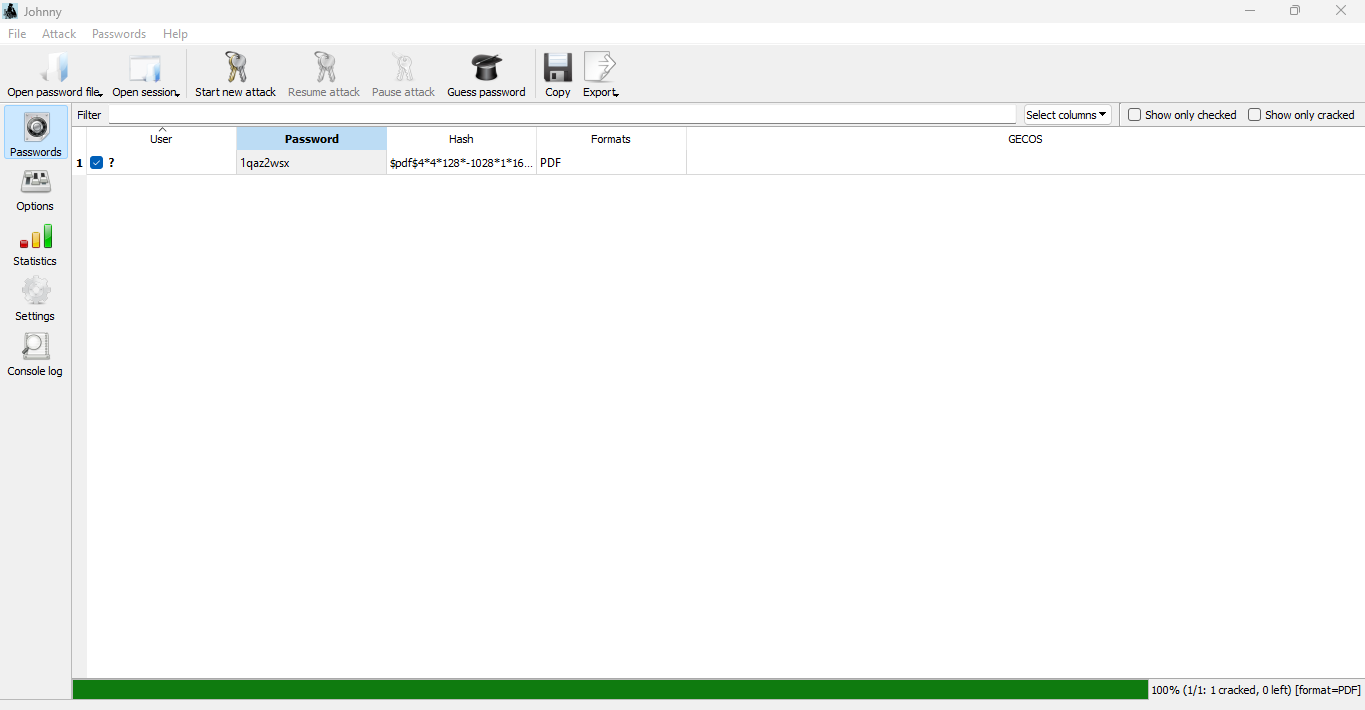 Johnny
File Attack Passwords Help
Open password file Open session Start new attack Resume attack Pause attack Guess password Copy Export
Filter Select columns Show only checked Show only cracked
Passwords
Options
Statistics
Settings
Console log
User Password Hash Formats GECOS
1 ? 1qaz2wsx $pdf$4*4*128*-1028*1*16... PDF
100% (1/1: 1 cracked, 0 left) [format=PDF]